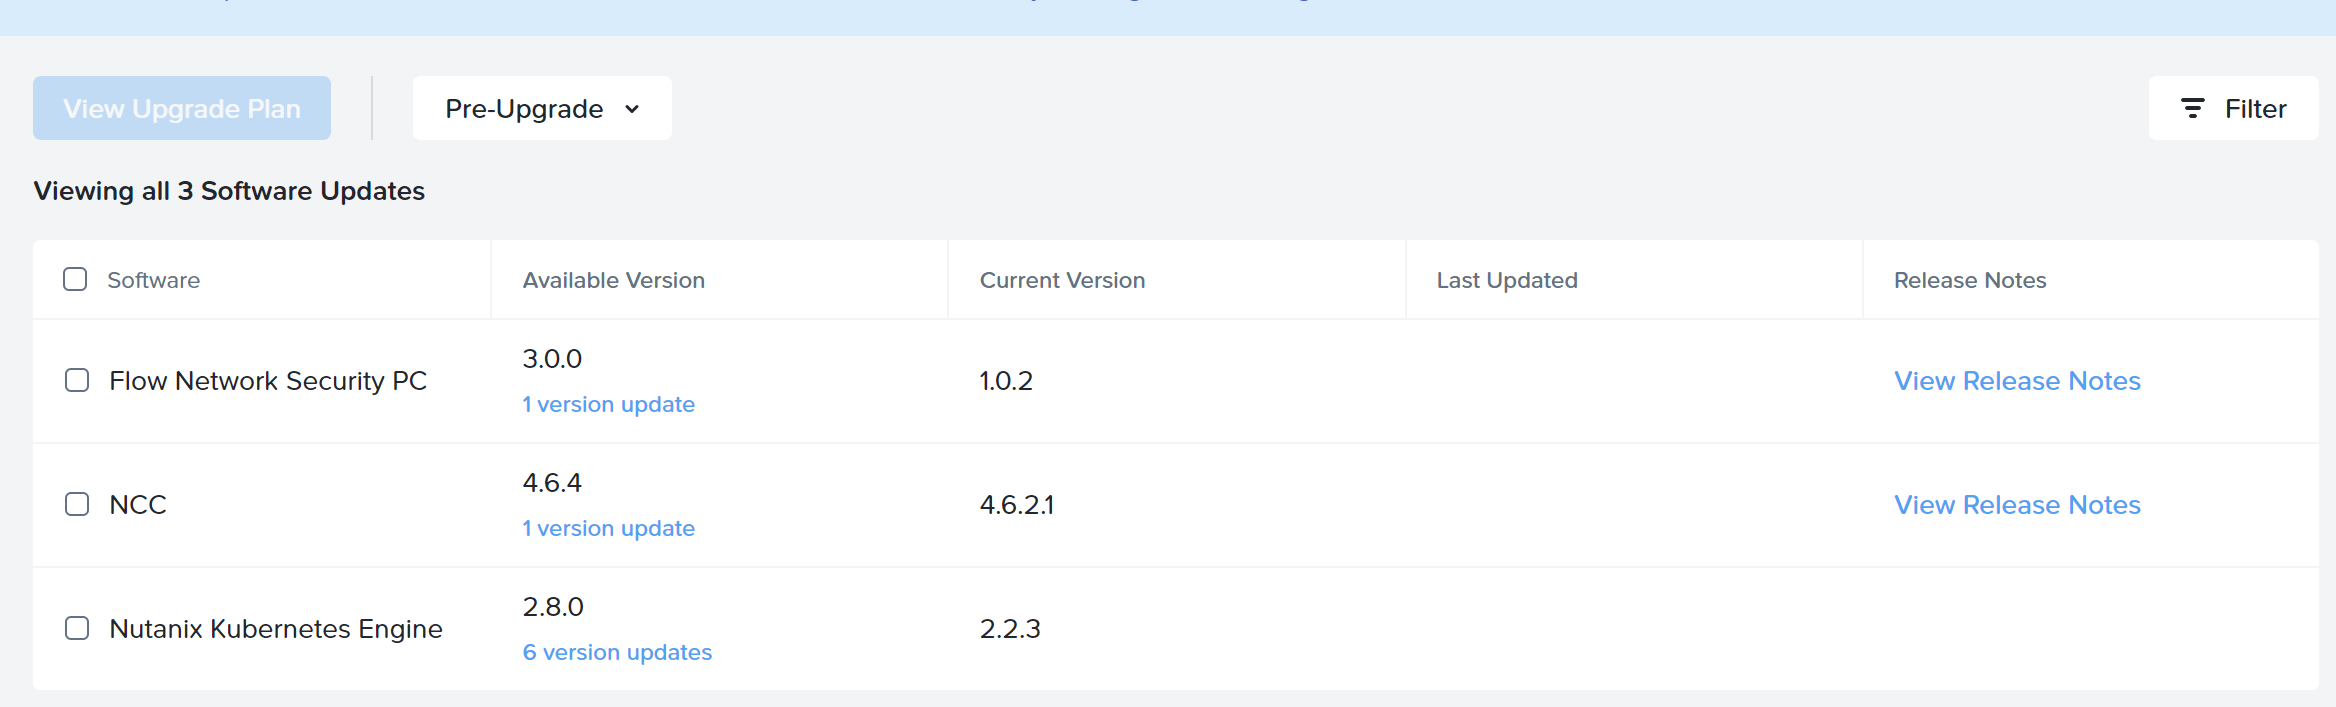 View Upgrade Plan
Pre-Upgrade
Filter
Viewing all 3 Software Updates
Software Available Version Current Version Last Updated Release Notes
Flow Network Security PC 3.0.0 1.0.2 View Release Notes
1 version update
NCC 4.6.4 4.6.2.1 View Release Notes
1 version update
Nutanix Kubernetes Engine 2.8.0 2.2.3
6 version updates